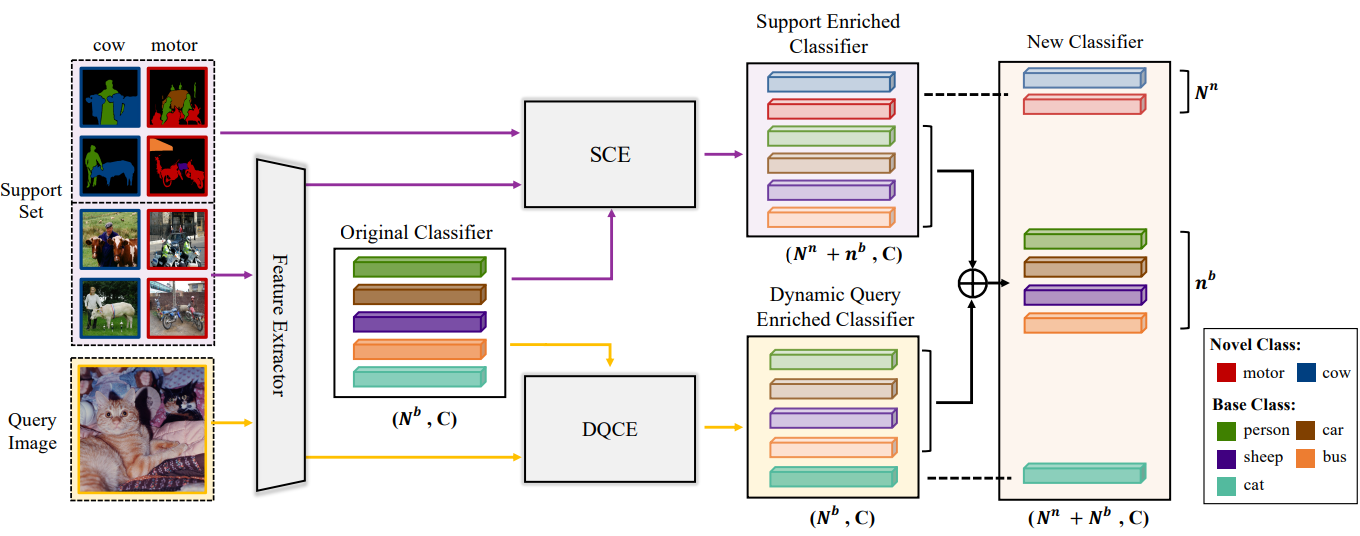 cow
motor
Support
Set
Query
Image
Feature Extractor
Original Classifier
(N^b , C)
SCE
DQCE
Support Enriched
Classifier
(N^n + n^b , C)
Dynamic Query
Enriched Classifier
(N^b , C)
New Classifier
N^n
n^b
(N^n + N^b , C)
Novel Class:
motor
cow
Base Class:
person
car
sheep
bus
cat